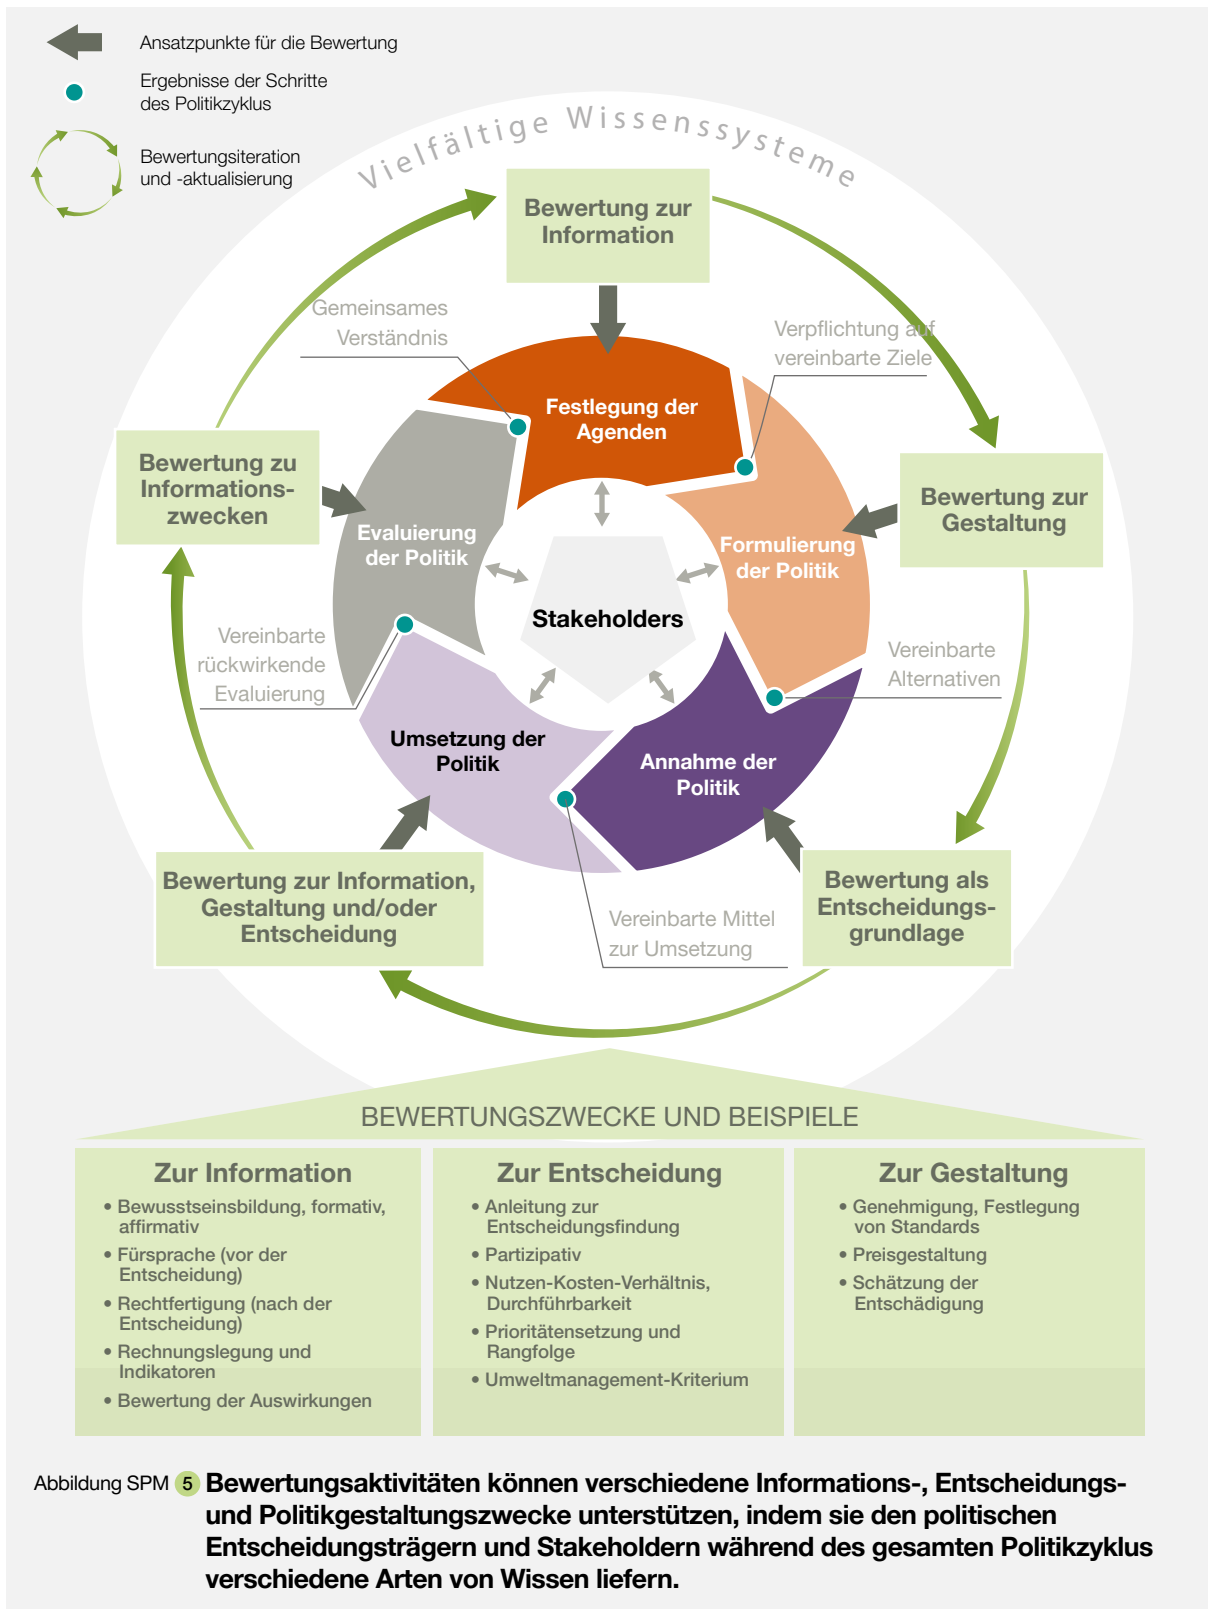 Ansatzpunkte für die Bewertung
Ergebnisse der Schritte
des Politikzyklus
Bewertungsiteration
und -aktualisierung
Vielfältige Wissenssysteme
Bewertung zur
Information
Gemeinsames
Verständnis
Verpflichtung auf
vereinbarte Ziele
Festlegung der
Agenden
Bewertung zu
Informations-
zwecken
Bewertung zur
Gestaltung
Evaluierung
der Politik
Formulierung
der Politik
Stakeholders
Vereinbarte
rückwirkende
Evaluierung
Vereinbarte
Alternativen
Umsetzung der
Politik
Annahme der
Politik
Bewertung zur Information,
Gestaltung und/oder
Entscheidung
Vereinbarte Mittel
zur Umsetzung
Bewertung als
Entscheidungs-
grundlage
BEWERTUNGSZWECKE UND BEISPIELE
Zur Information
• Bewusstseinsbildung, formativ,
affirmativ
• Fürsprache (vor der
Entscheidung)
• Rechtfertigung (nach der
Entscheidung)
• Rechnungslegung und
Indikatoren
• Bewertung der Auswirkungen
Zur Entscheidung
• Anleitung zur
Entscheidungsfindung
• Partizipativ
• Nutzen-Kosten-Verhältnis,
Durchführbarkeit
• Prioritätensetzung und
Rangfolge
• Umweltmanagement-Kriterium
Zur Gestaltung
• Genehmigung, Festlegung
von Standards
• Preisgestaltung
• Schätzung der
Entschädigung
Abbildung SPM 5 Bewertungsaktivitäten können verschiedene Informations-, Entscheidungs-
und Politikgestaltungszwecke unterstützen, indem sie den politischen
Entscheidungsträgern und Stakeholdern während des gesamten Politikzyklus
verschiedene Arten von Wissen liefern.